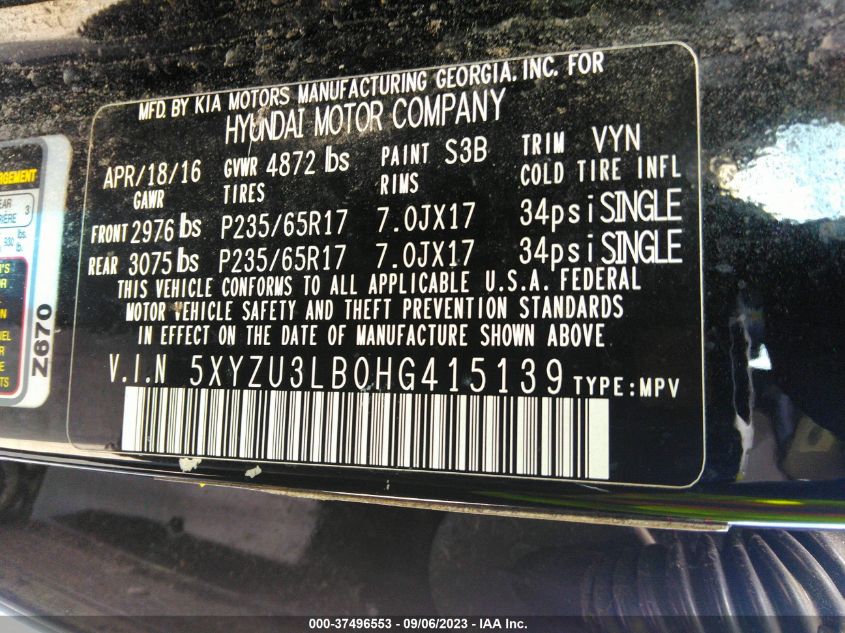 MFD. BY KIA MOTORS MANUFACTURING GEORGIA. INC. FOR
HYUNDAI MOTOR COMPANY
APR/18/16 GVWR 4872 lbs PAINT S3B TRIM VYN
GAWR TIRES RIMS COLD TIRE INFL
FRONT 2976 lbs P235/65R17 7.0JX17 34psi SINGLE
REAR 3075 lbs P235/65R17 7.0JX17 34psi SINGLE
THIS VEHICLE CONFORMS TO ALL APPLICABLE U.S.A. FEDERAL
MOTOR VEHICLE SAFETY AND THEFT PREVENTION STANDARDS
IN EFFECT ON THE DATE OF MANUFACTURE SHOWN ABOVE
V.I.N 5XYZU3LB0HG415139 TYPE:MPV
Z670
000-37496553 - 09/06/2023 - IAA Inc.